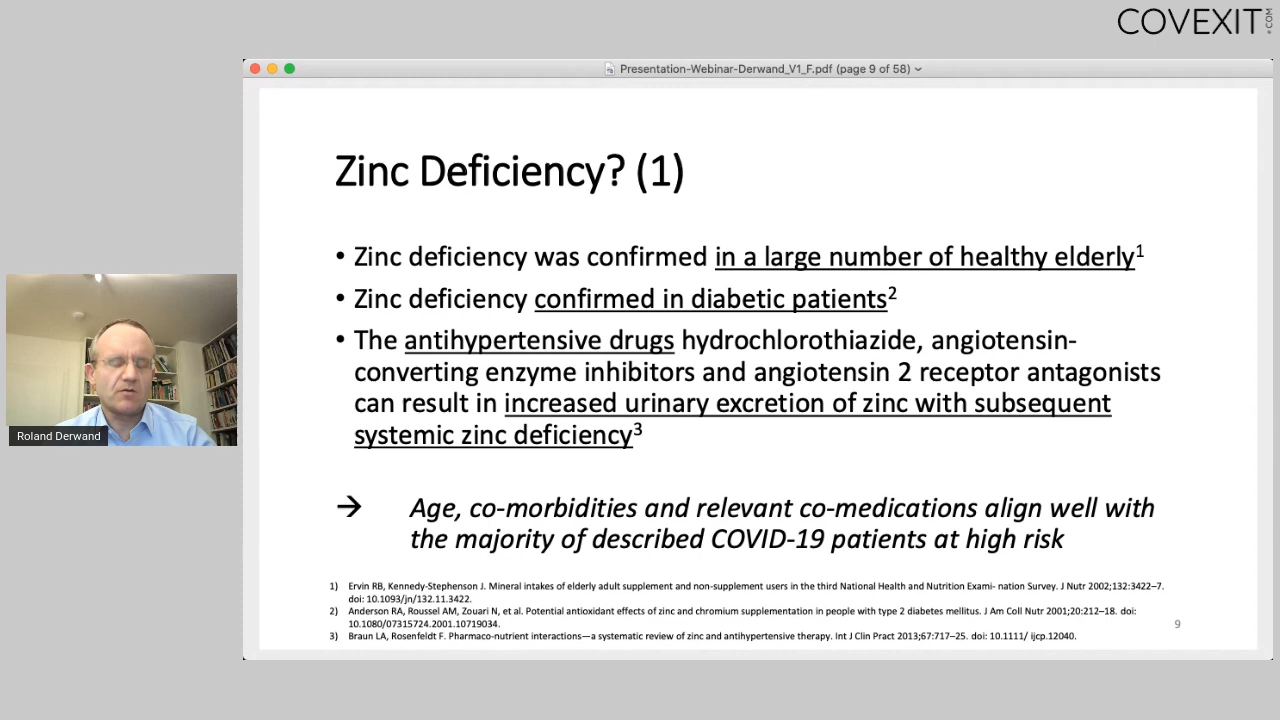 COVEXIT.COM
Presentation-Webinar-Derwand_V1_F.pdf (page 9 of 58)
Zinc Deficiency? (1)
• Zinc deficiency was confirmed in a large number of healthy elderly1
• Zinc deficiency confirmed in diabetic patients2
• The antihypertensive drugs hydrochlorothiazide, angiotensin-
converting enzyme inhibitors and angiotensin 2 receptor antagonists
can result in increased urinary excretion of zinc with subsequent
systemic zinc deficiency3
→ Age, co-morbidities and relevant co-medications align well with
the majority of described COVID-19 patients at high risk
1) Ervin RB, Kennedy-Stephenson J. Mineral intakes of elderly adult supplement and non-supplement users in the third National Health and Nutrition Exami- nation Survey. J Nutr 2002;132:3422–7.
doi: 10.1093/jn/132.11.3422.
2) Anderson RA, Roussel AM, Zouari N, et al. Potential antioxidant effects of zinc and chromium supplementation in people with type 2 diabetes mellitus. J Am Coll Nutr 2001;20:212–18. doi:
10.1080/07315724.2001.10719034.
3) Braun LA, Rosenfeldt F. Pharmaco-nutrient interactions—a systematic review of zinc and antihypertensive therapy. Int J Clin Pract 2013;67:717–25. doi: 10.1111/ ijcp.12040.
9
Roland Derwand